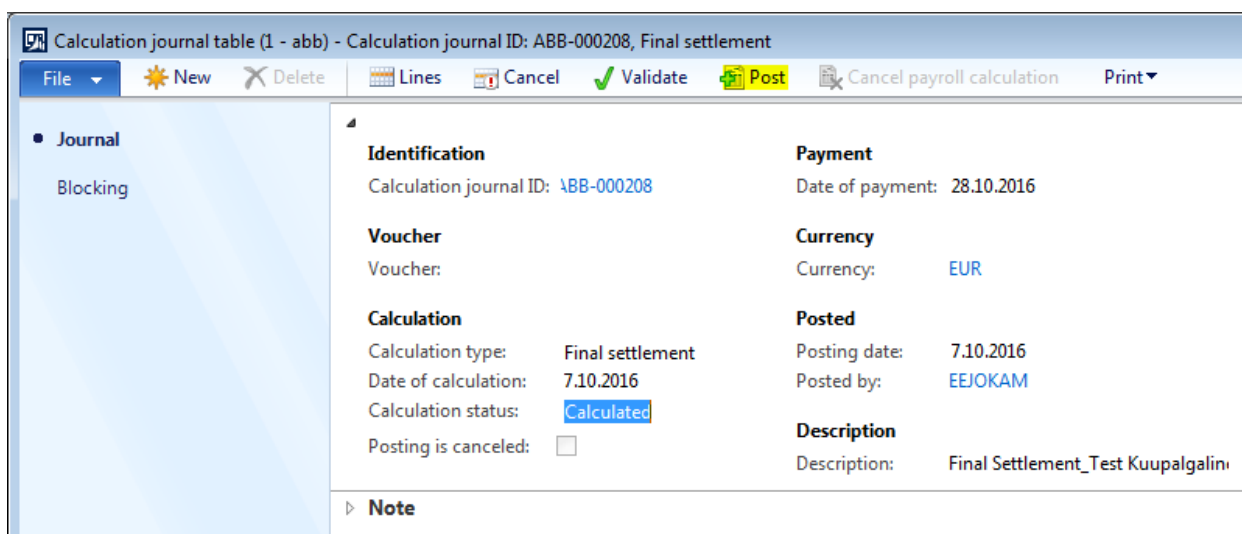 Calculation journal table (1 - abb) - Calculation journal ID: ABB-000208, Final settlement
File New Delete Lines Cancel Validate Post Cancel payroll calculation Print
Journal
Blocking
Identification
Calculation journal ID: ABB-000208
Voucher
Voucher:
Calculation
Calculation type: Final settlement
Date of calculation: 7.10.2016
Calculation status: Calculated
Posting is canceled:
Payment
Date of payment: 28.10.2016
Currency
Currency: EUR
Posted
Posting date: 7.10.2016
Posted by: EEJOKAM
Description
Description: Final Settlement_Test Kuupalgalin
Note